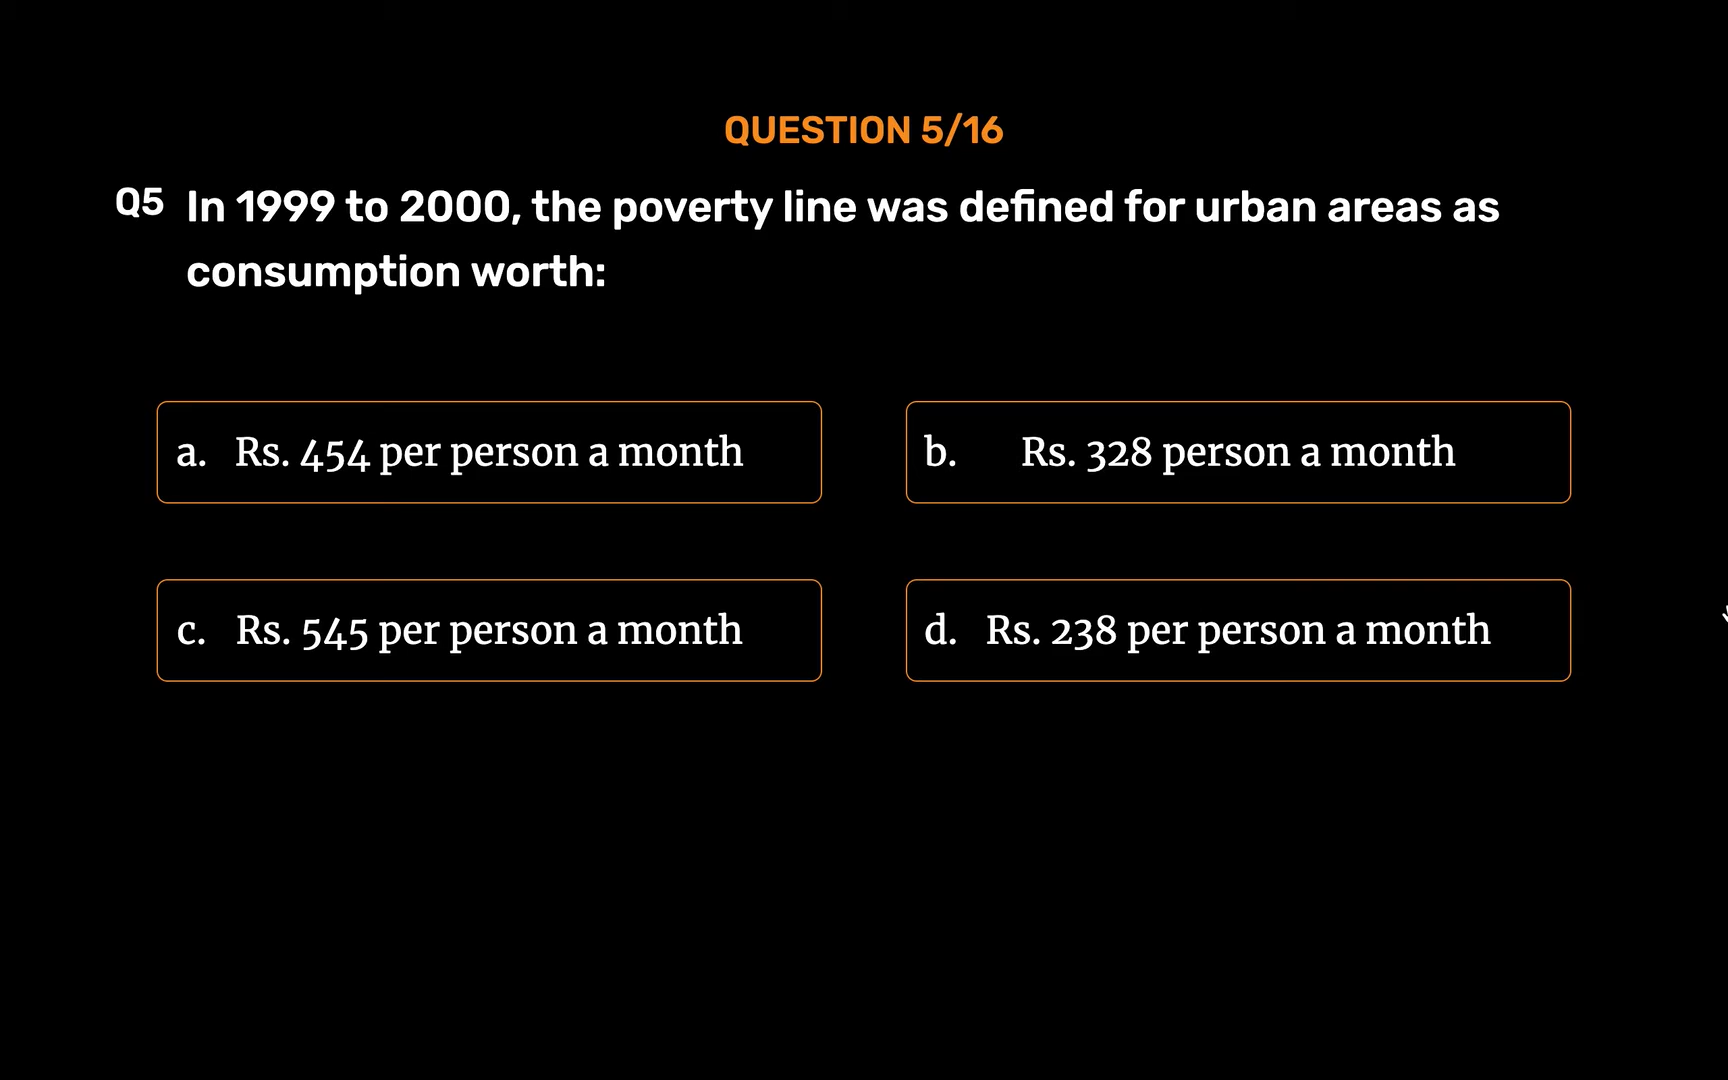 QUESTION 5/16
Q5 In 1999 to 2000, the poverty line was defined for urban areas as
consumption worth:
a. Rs. 454 per person a month
b. Rs. 328 person a month
c. Rs. 545 per person a month
d. Rs. 238 per person a month